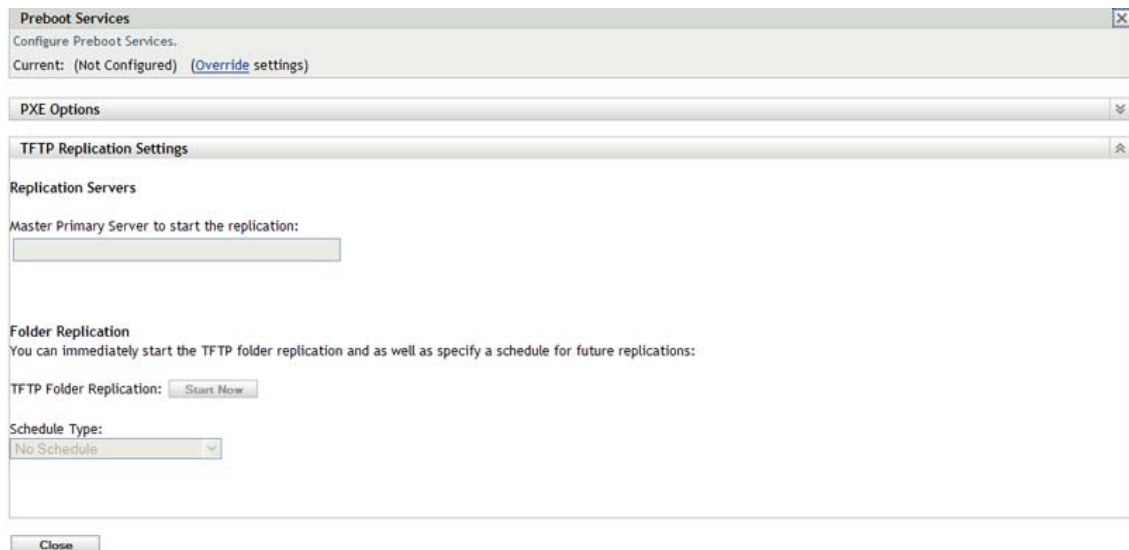 Preboot Services
Configure Preboot Services.
Current: (Not Configured) (Override settings)
PXE Options
TFTP Replication Settings
Replication Servers
Master Primary Server to start the replication:
Folder Replication
You can immediately start the TFTP folder replication and as well as specify a schedule for future replications:
TFTP Folder Replication: Start Now
Schedule Type:
No Schedule
Close